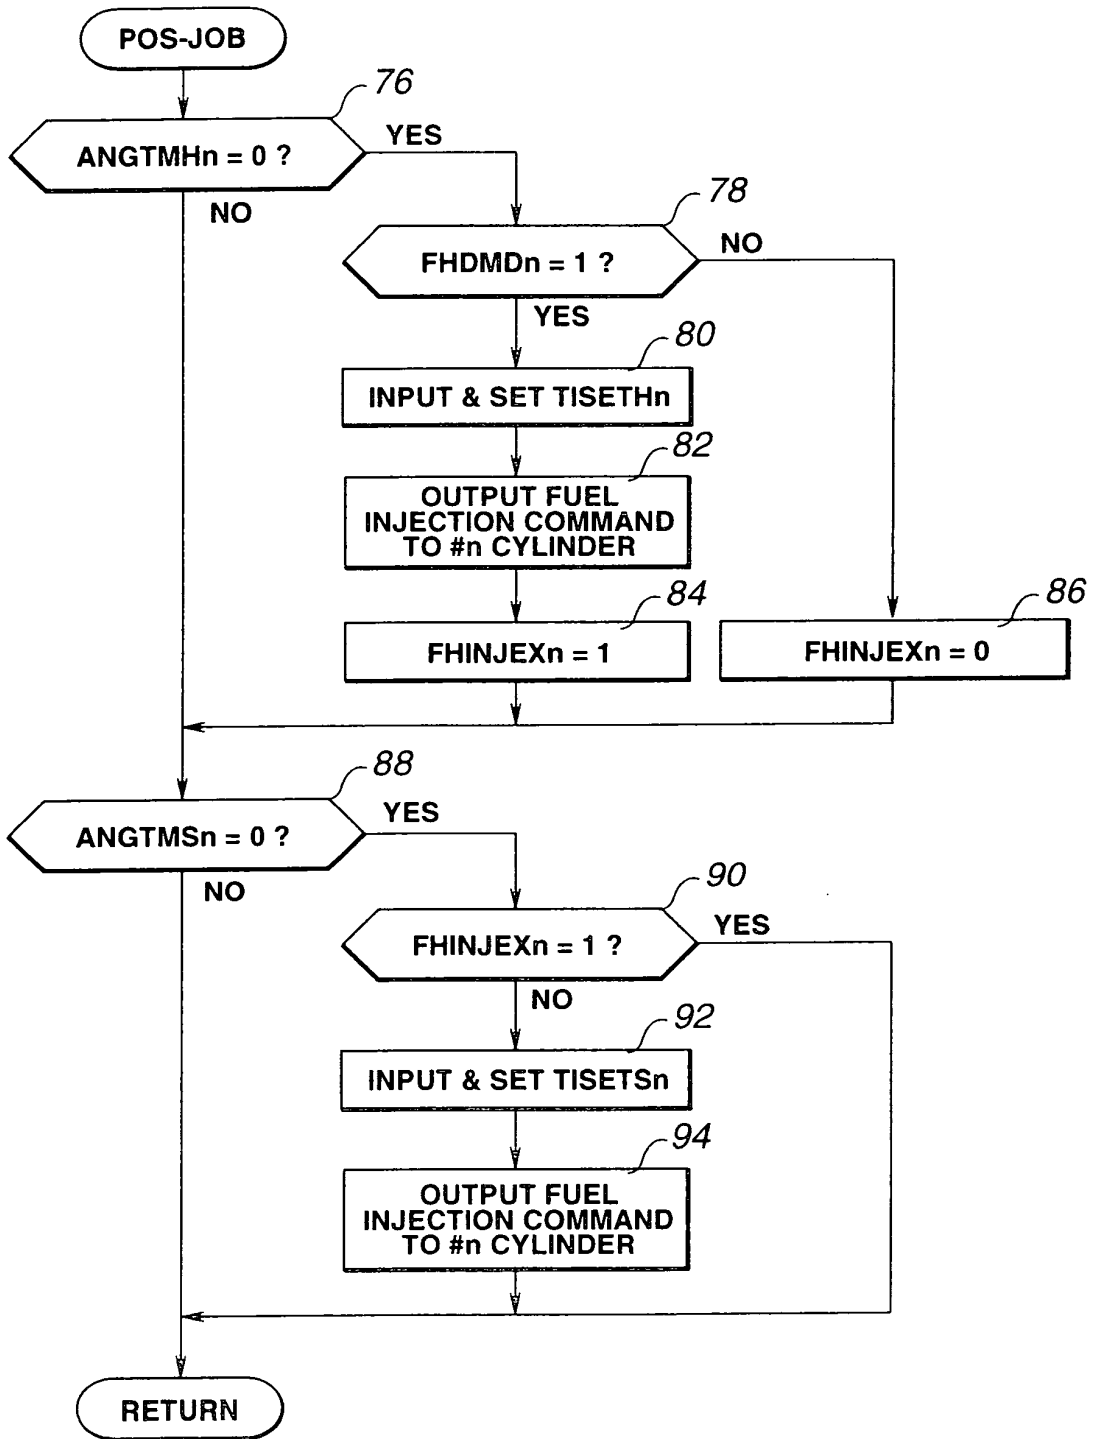 POS-JOB
76
ANGTMHn = 0 ?
YES
NO
78
FHDMDn = 1 ?
NO
YES
80
INPUT & SET TISETHn
82
OUTPUT FUEL
INJECTION COMMAND
TO #n CYLINDER
84
FHINJEXn = 1
86
FHINJEXn = 0
88
ANGTMSn = 0 ?
YES
NO
90
FHINJEXn = 1 ?
YES
NO
92
INPUT & SET TISETSn
94
OUTPUT FUEL
INJECTION COMMAND
TO #n CYLINDER
RETURN